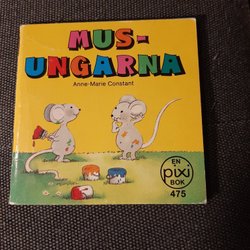 MUS-
UNGARNA
Anne-Marie Constant
EN
pixi
BOK
475